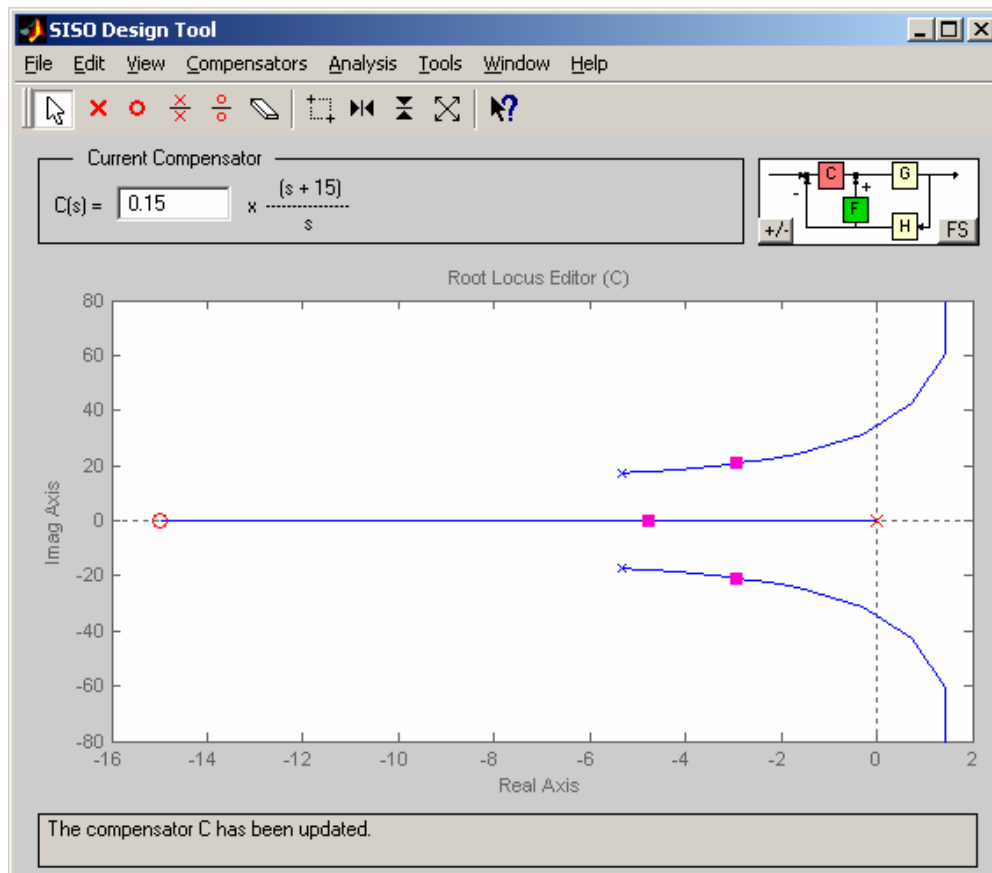 SISO Design Tool
File Edit View Compensators Analysis Tools Window Help
Current Compensator
C(s) = 0.15 x (s + 15)
s
C G
- +
F
H
+/- FS
Root Locus Editor (C)
80
60
40
20
0
-20
-40
-60
-80
Imag Axis
-16 -14 -12 -10 -8 -6 -4 -2 0 2
Real Axis
The compensator C has been updated.